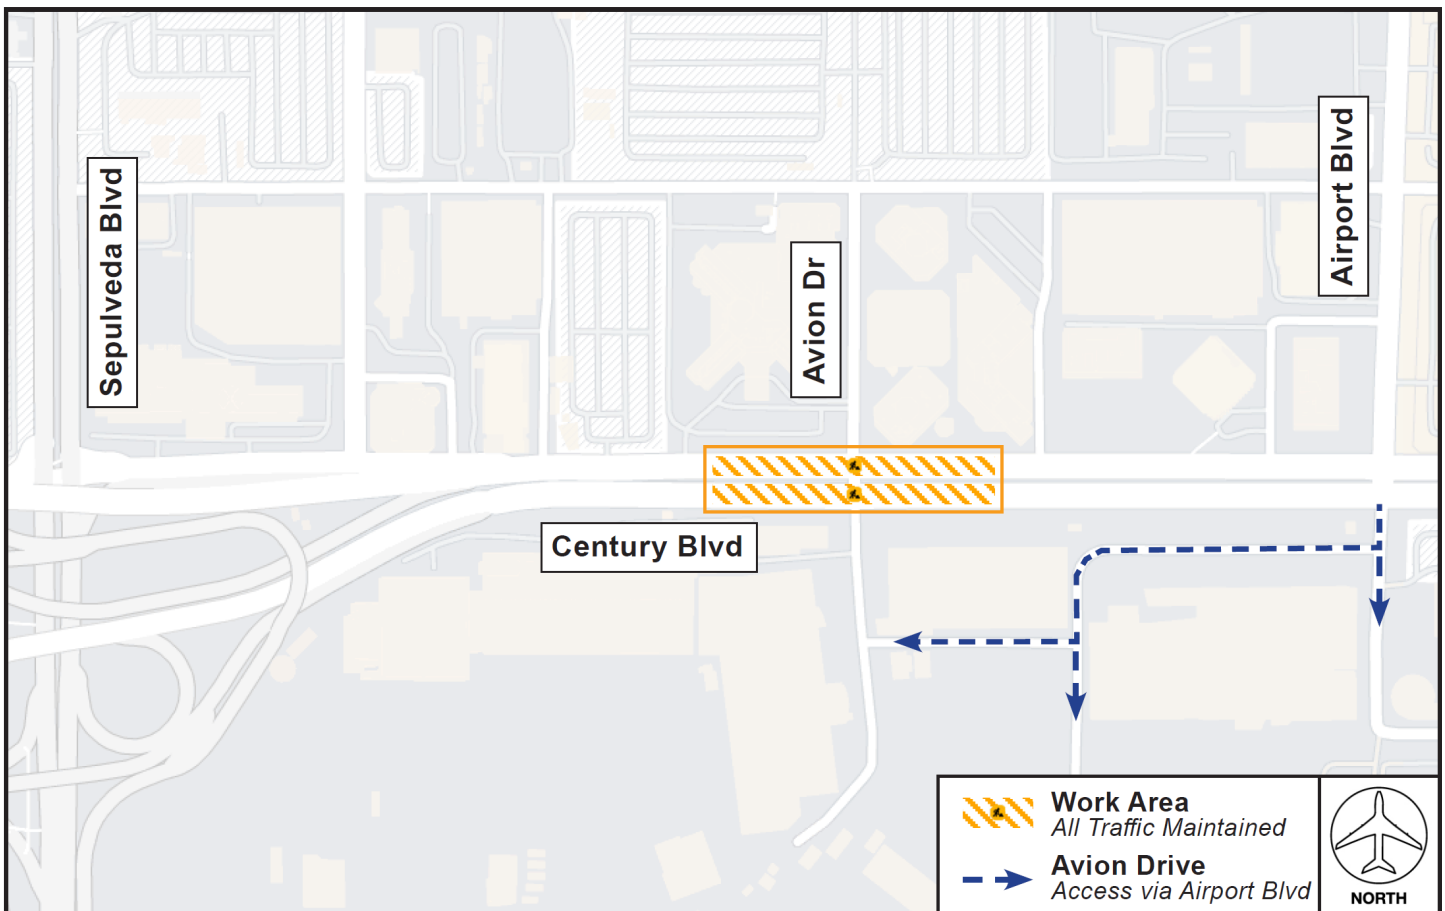 Sepulveda Blvd
Avion Dr
Airport Blvd
Century Blvd
Work Area
All Traffic Maintained
Avion Drive
Access via Airport Blvd
NORTH